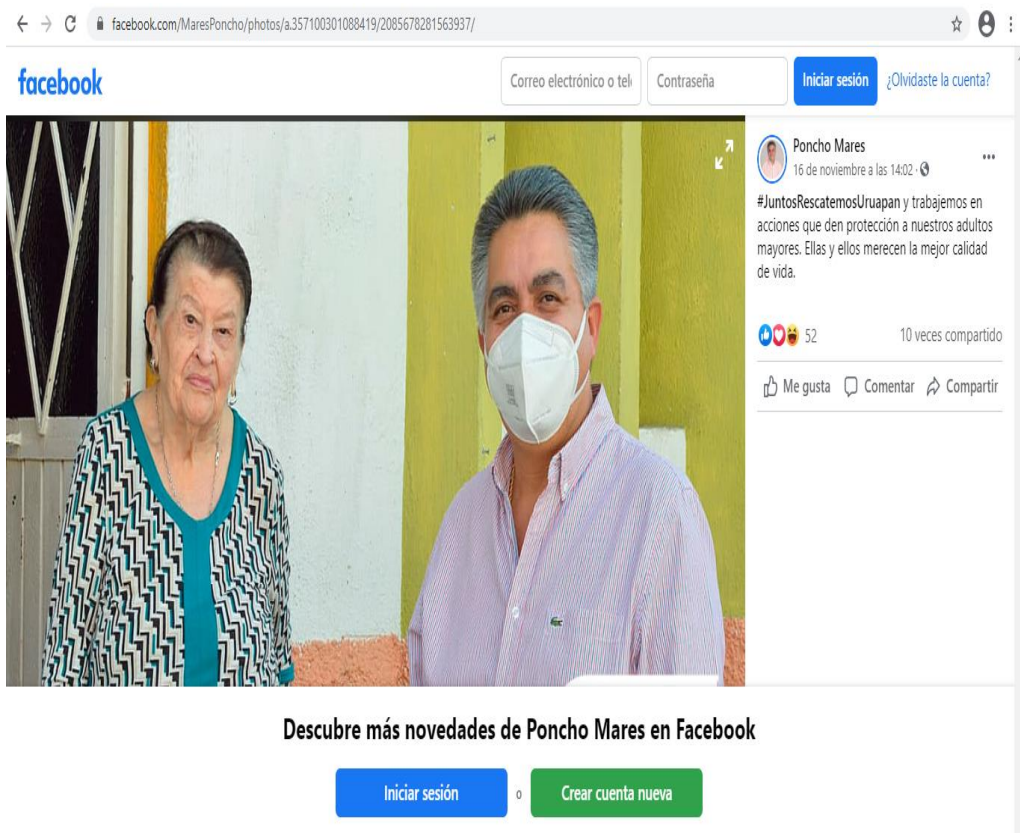 facebook.com/MaresPoncho/photos/a.357100301088419/2085678281563937/
facebook
Correo electrónico o tel
Contraseña
Iniciar sesión
¿Olvidaste la cuenta?
Poncho Mares
16 de noviembre a las 14:02 ·
#JuntosRescatemosUruapan y trabajemos en
acciones que den protección a nuestros adultos
mayores. Ellas y ellos merecen la mejor calidad
de vida.
52
10 veces compartido
Me gusta
Comentar
Compartir
Descubre más novedades de Poncho Mares en Facebook
Iniciar sesión
o
Crear cuenta nueva